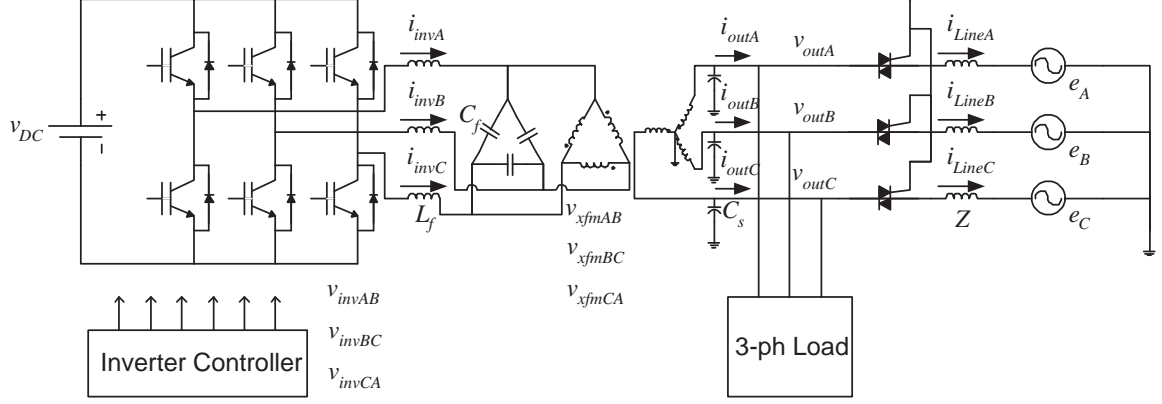 i_invA
i_outA
v_outA
i_LineA
e_A
v_DC
+
−
i_invB
C_f
i_outB
v_outB
i_LineB
e_B
i_invC
i_outC
v_outC
i_LineC
L_f
v_xfmAB
C_s
Z
e_C
v_xfmBC
v_invAB
v_xfmCA
v_invBC
Inverter Controller
3-ph Load
v_invCA